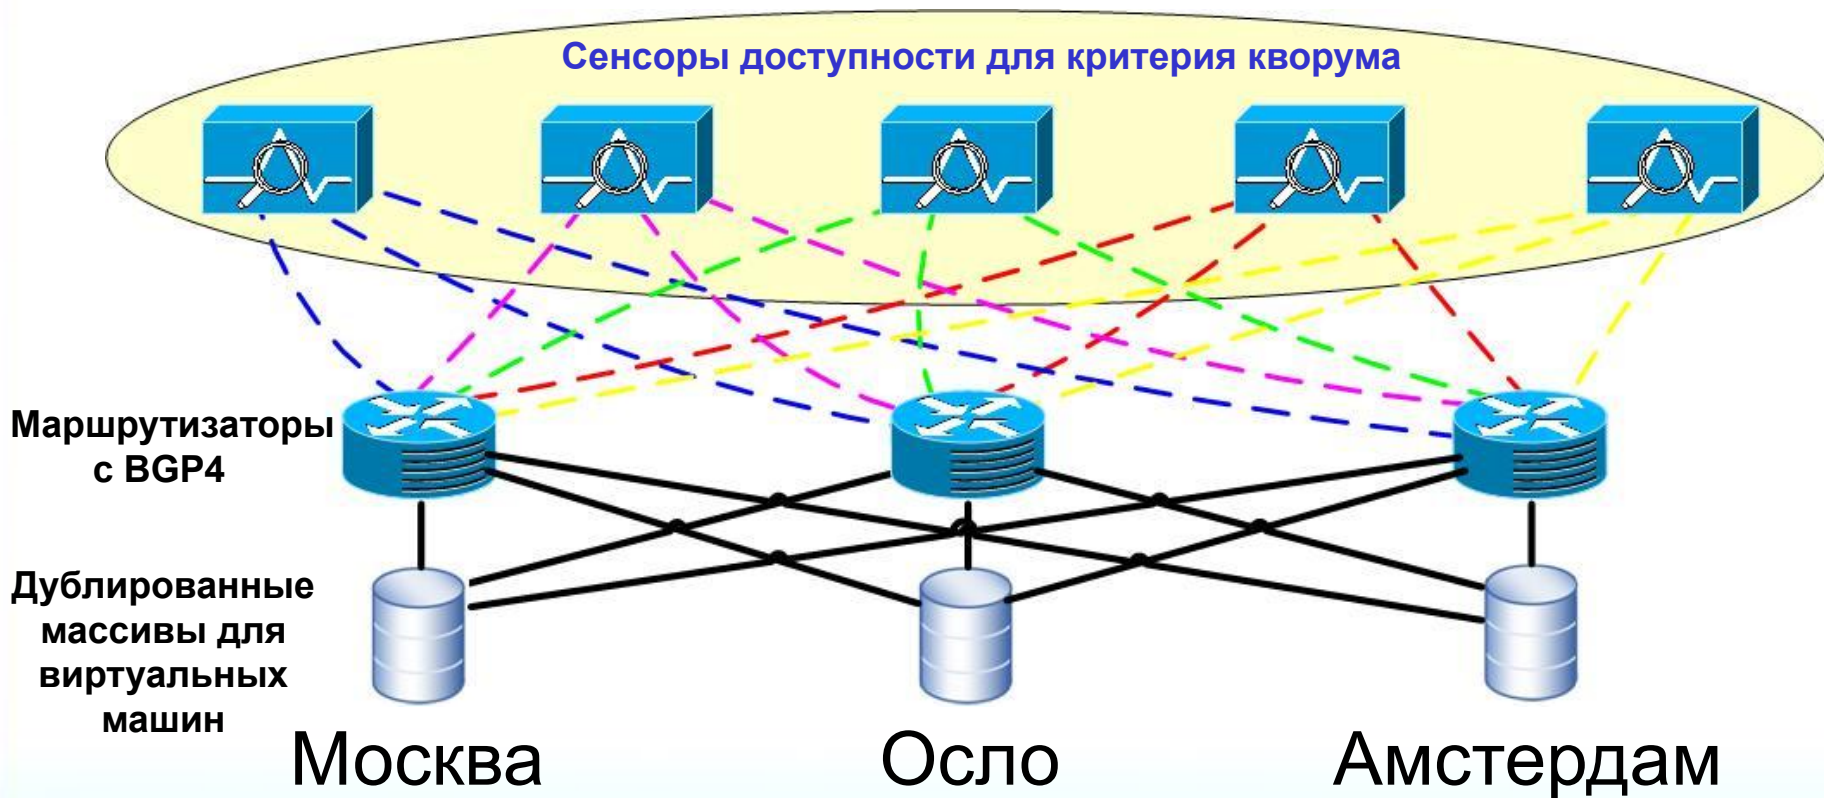 Сенсоры доступности для критерия кворума
Маршрутизаторы
с BGP4
Дублированные
массивы для
виртуальных
машин
Москва
Осло
Амстердам